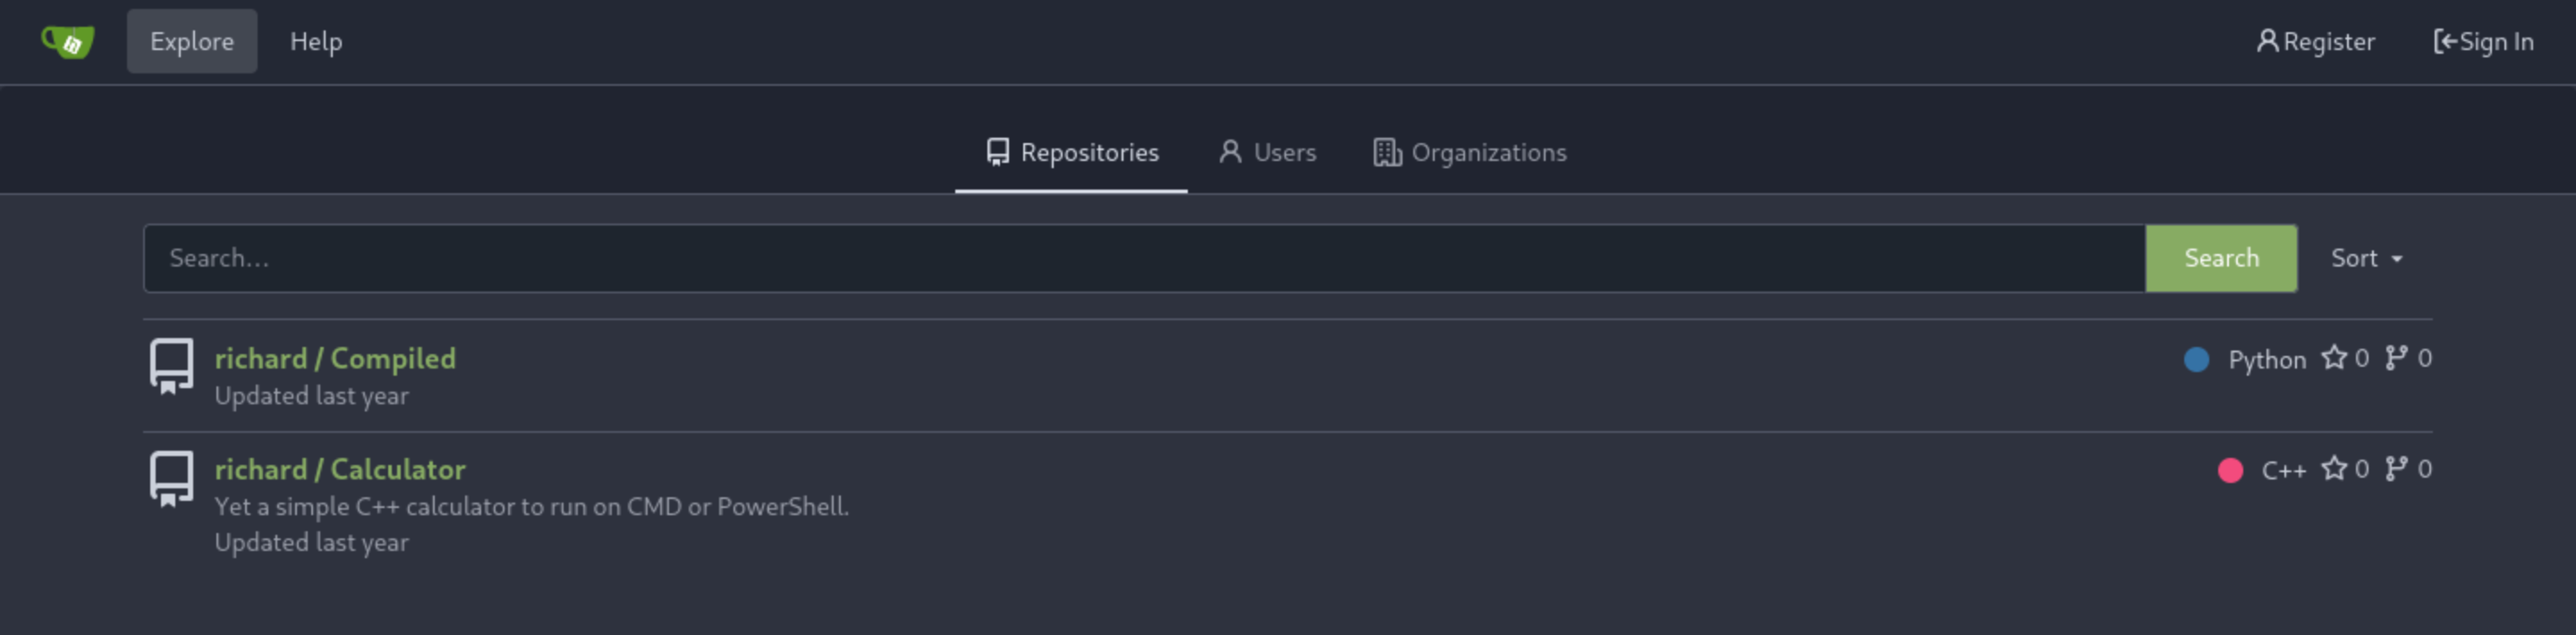 Explore Help Register Sign In
Repositories Users Organizations
Search... Search Sort
richard / Compiled Python 0 0
Updated last year
richard / Calculator C++ 0 0
Yet a simple C++ calculator to run on CMD or PowerShell.
Updated last year